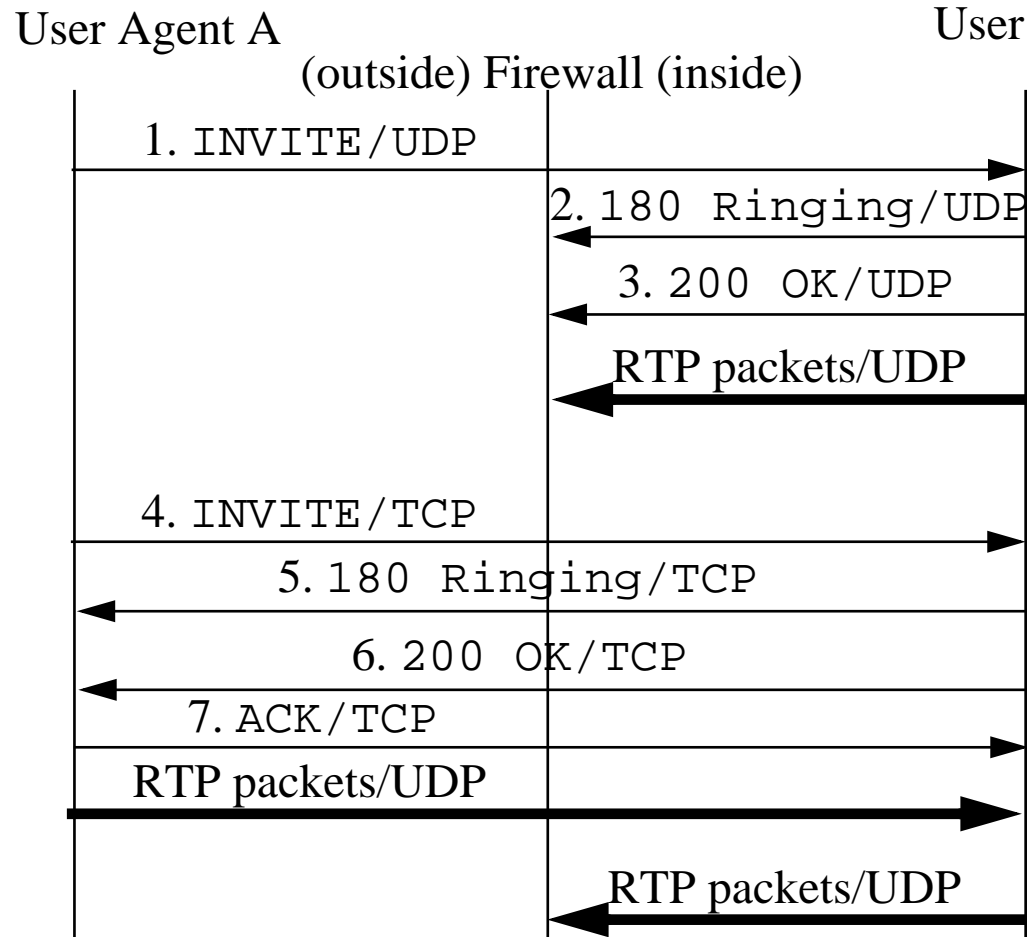 User Agent A
User
(outside) Firewall (inside)
1. INVITE/UDP
2. 180 Ringing/UDP
3. 200 OK/UDP
RTP packets/UDP
4. INVITE/TCP
5. 180 Ringing/TCP
6. 200 OK/TCP
7. ACK/TCP
RTP packets/UDP
RTP packets/UDP